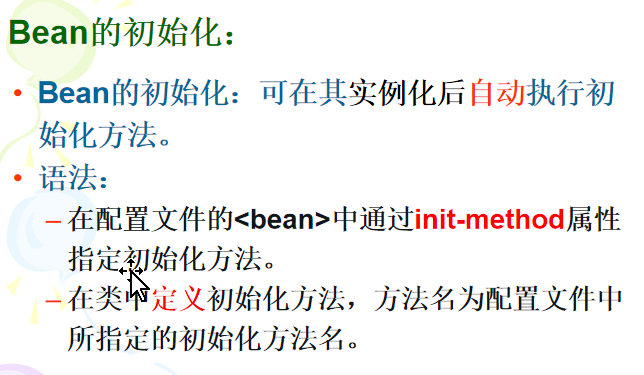 Bean的初始化：
• Bean的初始化：可在其实例化后自动执行初
始化方法。
• 语法：
– 在配置文件的<bean>中通过init-method属性
指定初始化方法。
– 在类中定义初始化方法，方法名为配置文件中
所指定的初始化方法名。